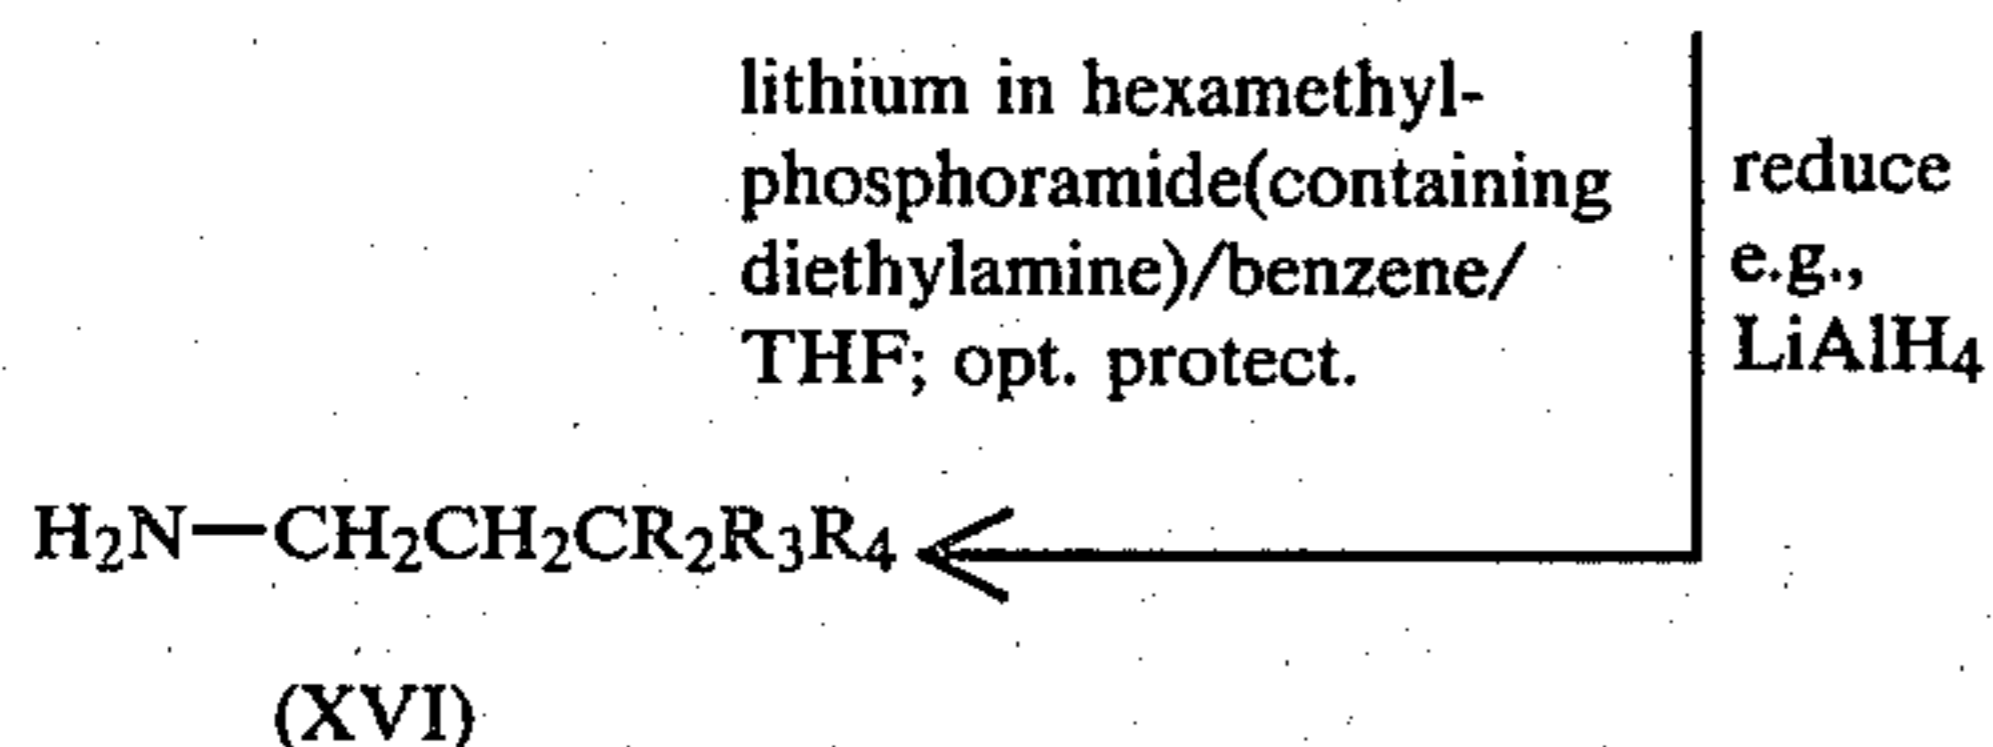 lithium in hexamethyl-
phosphoramide(containing
diethylamine)/benzene/
THF; opt. protect.
reduce
e.g.,
LiAlH4
H2N—CH2CH2CR2R3R4
(XVI)